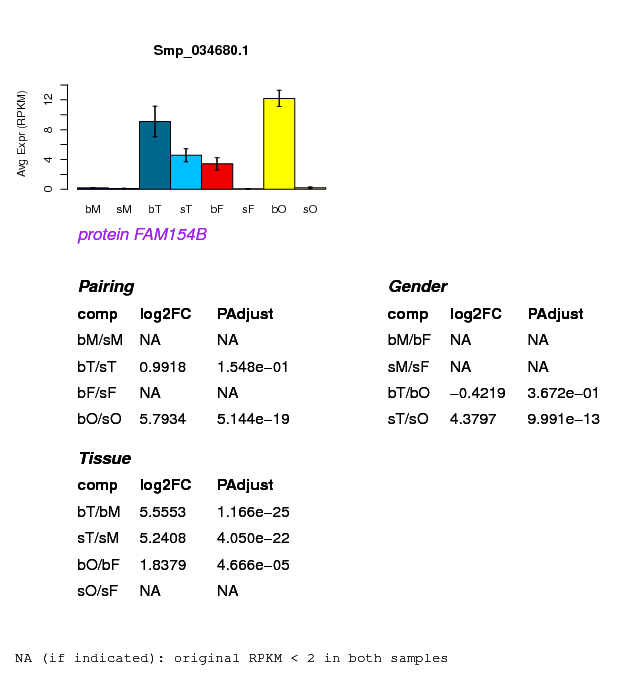 Smp_034680.1
Avg Expr (RPKM)
12
8
4
0
bM sM bT sT bF sF bO sO
protein FAM154B
Pairing
comp log2FC PAdjust
bM/sM NA NA
bT/sT 0.9918 1.548e−01
bF/sF NA NA
bO/sO 5.7934 5.144e−19
Gender
comp log2FC PAdjust
bM/bF NA NA
sM/sF NA NA
bT/bO −0.4219 3.672e−01
sT/sO 4.3797 9.991e−13
Tissue
comp log2FC PAdjust
bT/bM 5.5553 1.166e−25
sT/sM 5.2408 4.050e−22
bO/bF 1.8379 4.666e−05
sO/sF NA NA
NA (if indicated): original RPKM < 2 in both samples